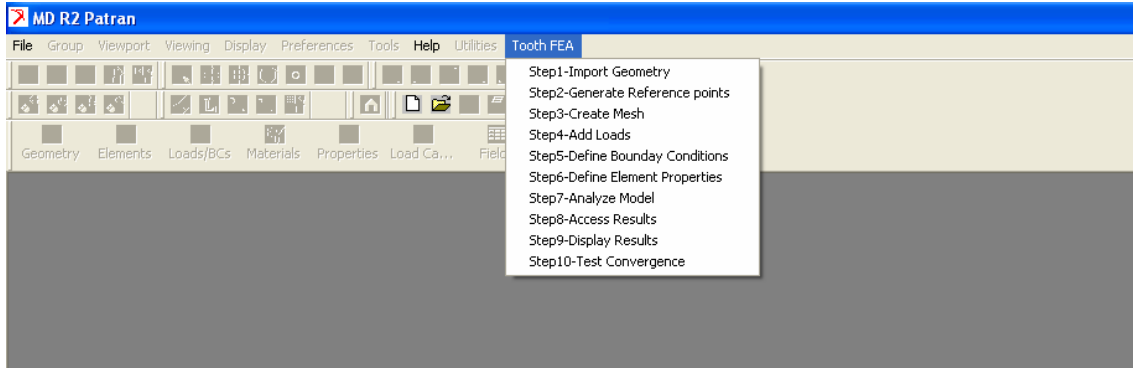 MD R2 Patran
File Group Viewport Viewing Display Preferences Tools Help Utilities Tooth FEA
Step1-Import Geometry
Step2-Generate Reference points
Step3-Create Mesh
Step4-Add Loads
Step5-Define Bounday Conditions
Step6-Define Element Properties
Step7-Analyze Model
Step8-Access Results
Step9-Display Results
Step10-Test Convergence
Geometry Elements Loads/BCs Materials Properties Load Ca... Field